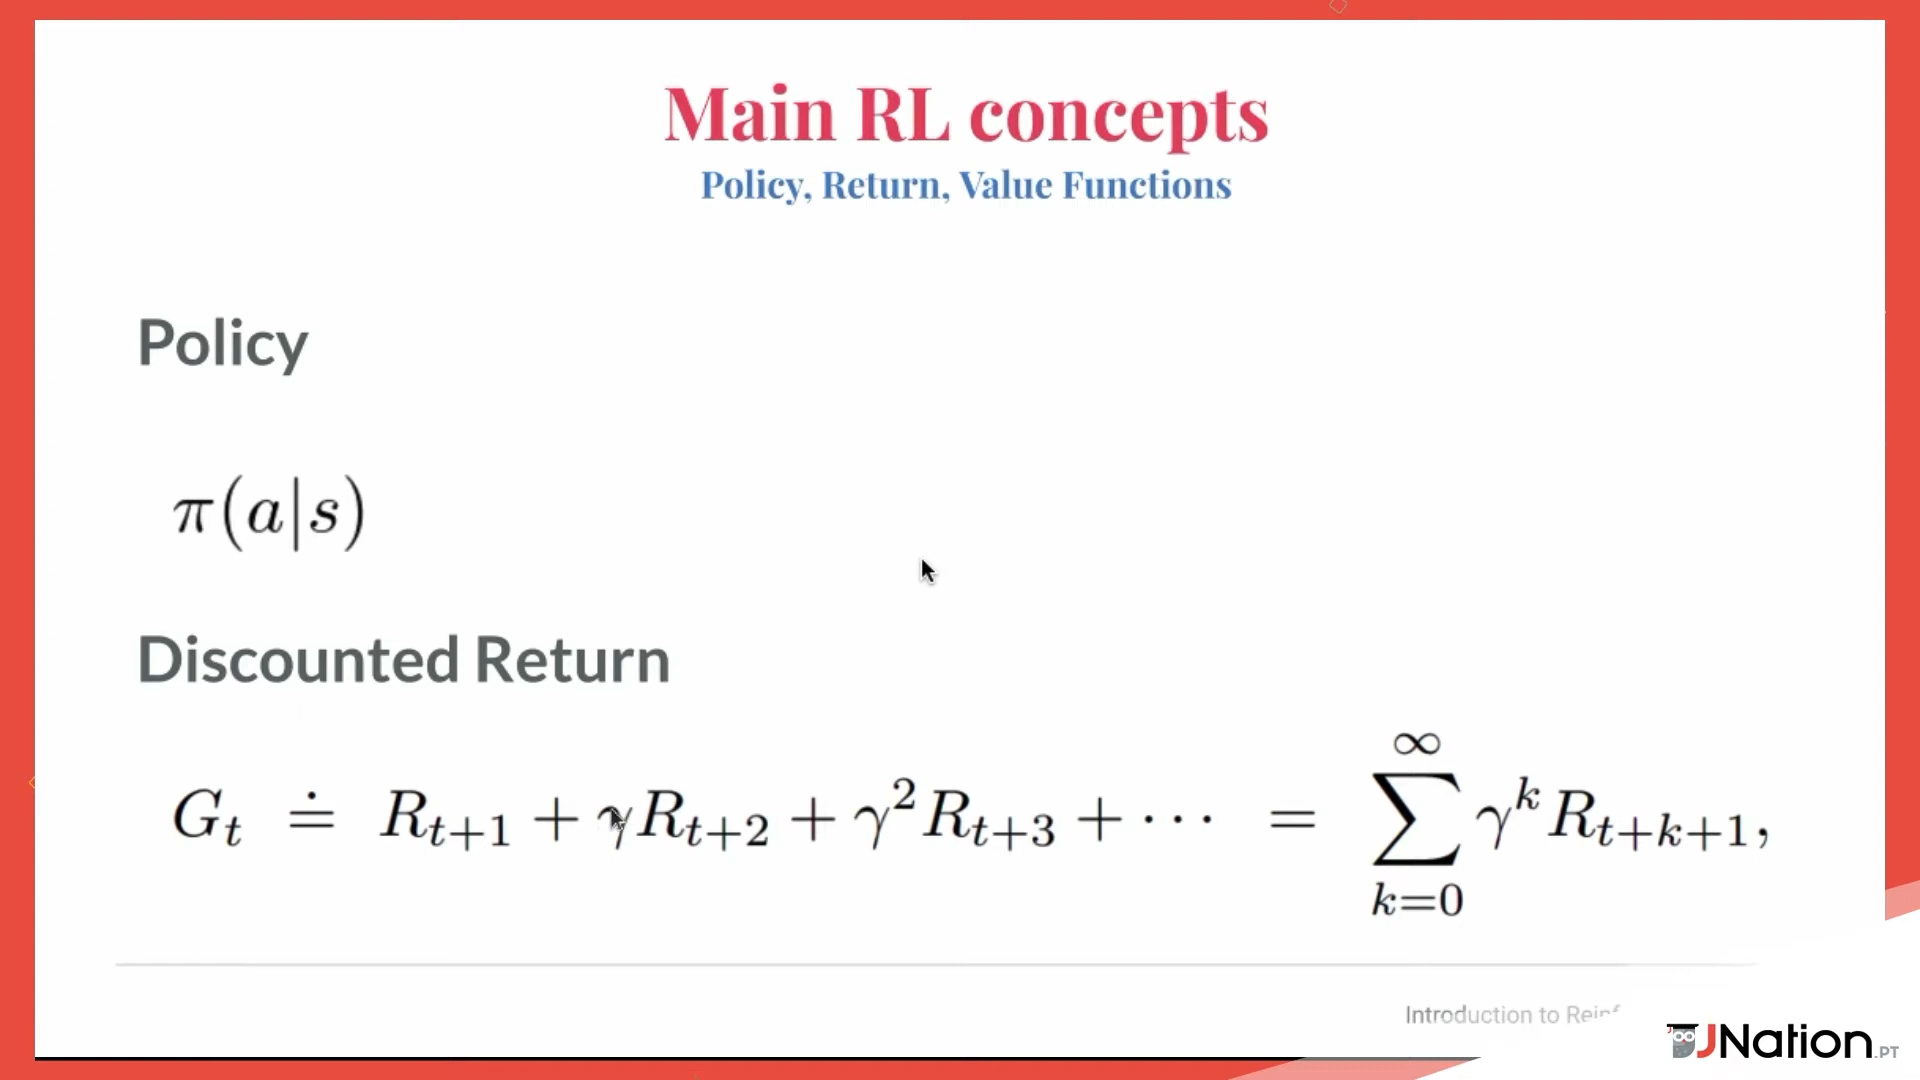 Main RL concepts
Policy, Return, Value Functions
Policy
π(a|s)
Discounted Return
G_t ≐ R_{t+1} + γR_{t+2} + γ^2 R_{t+3} + ··· = ∑_{k=0}^{∞} γ^k R_{t+k+1},
Introduction to
JNation.PT